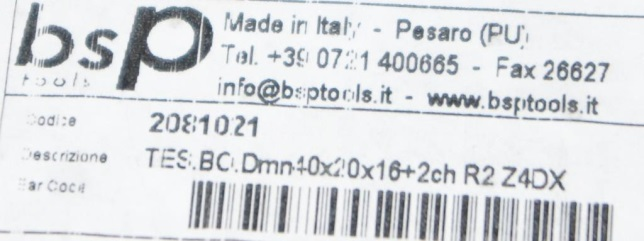 bsp Made in Italy - Pesaro (PU)
tools Tel. +39 0721 400665 - Fax 26627
info@bsptools.it - www.bsptools.it
Codice 2081021
Descrizione TES.BO.Dmn40x20x16+2ch R2 Z4DX
Bar Code